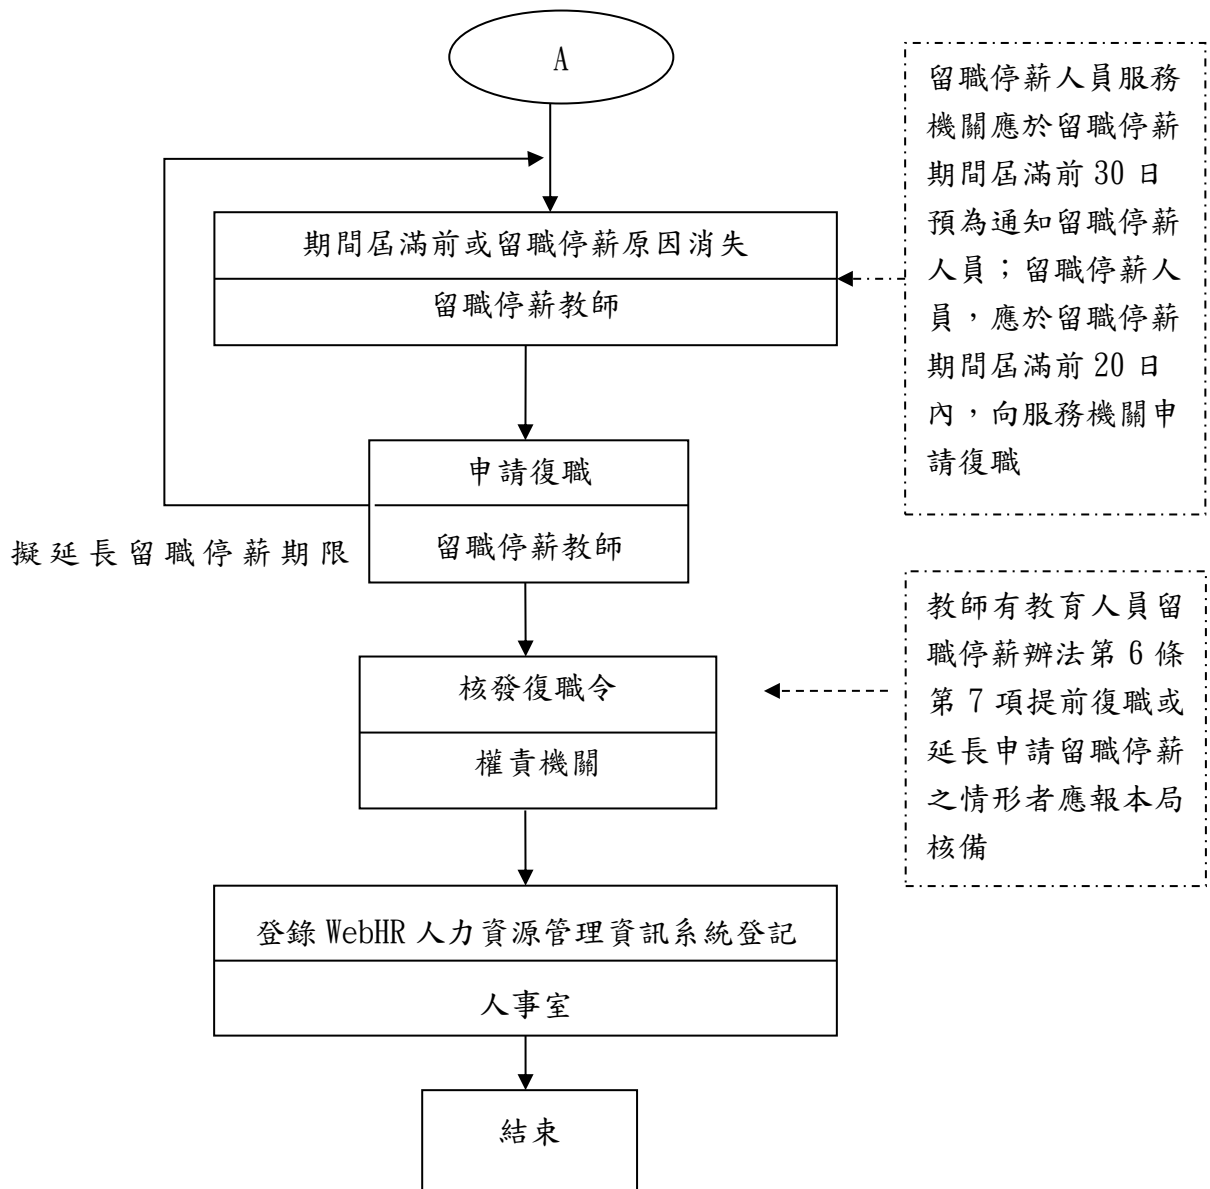 A
留職停薪人員服務
機關應於留職停薪
期間屆滿前 30 日
預為通知留職停薪
人員；留職停薪人
員，應於留職停薪
期間屆滿前 20 日
內，向服務機關申
請復職
期間屆滿前或留職停薪原因消失
留職停薪教師
申請復職
留職停薪教師
擬延長留職停薪期限
教師有教育人員留
職停薪辦法第 6 條
第 7 項提前復職或
延長申請留職停薪
之情形者應報本局
核備
核發復職令
權責機關
登錄 WebHR 人力資源管理資訊系統登記
人事室
結束